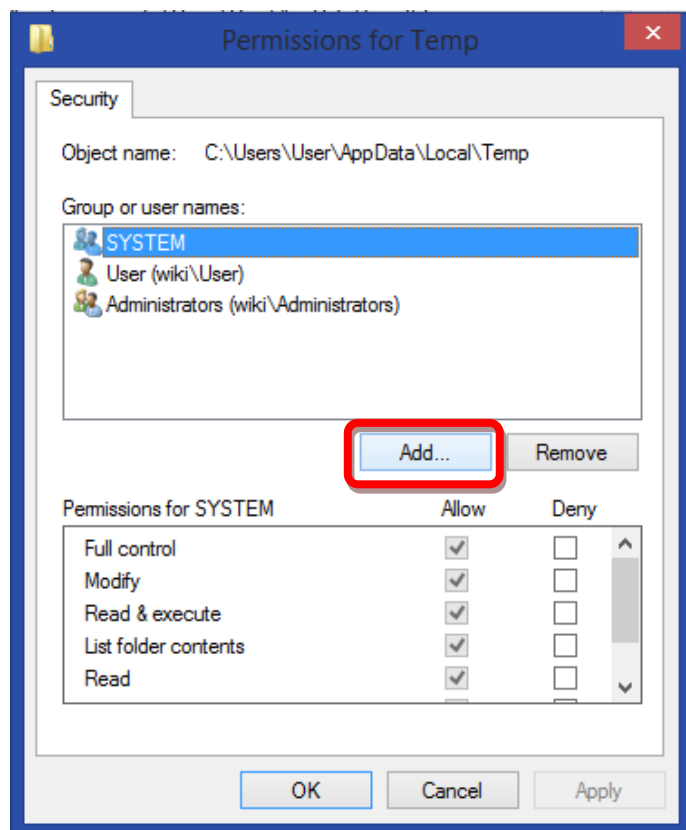 Permissions for Temp
Security
Object name: C:\Users\User\AppData\Local\Temp
Group or user names:
SYSTEM
User (wiki\User)
Administrators (wiki\Administrators)
Add... Remove
Permissions for SYSTEM Allow Deny
Full control
Modify
Read & execute
List folder contents
Read
OK Cancel Apply